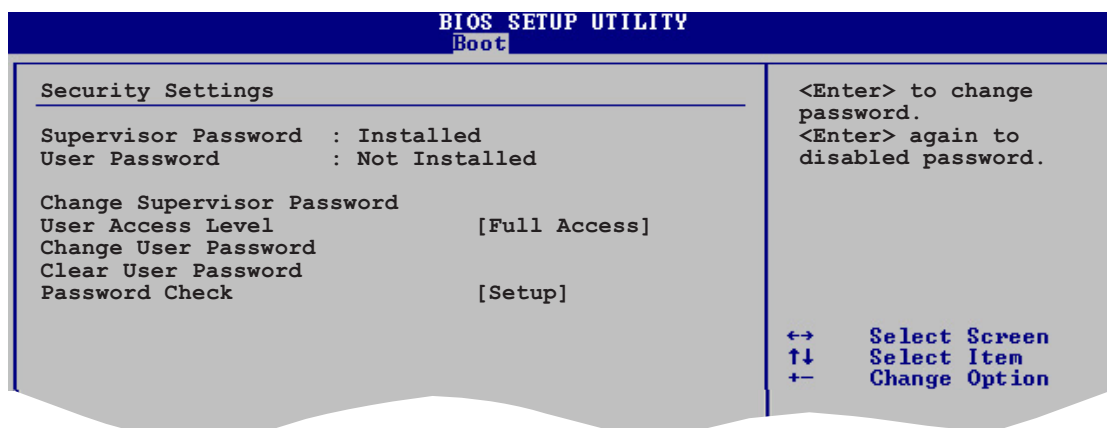 BIOS SETUP UTILITY
Boot
Security Settings
Supervisor Password : Installed
User Password : Not Installed
Change Supervisor Password
User Access Level [Full Access]
Change User Password
Clear User Password
Password Check [Setup]
<Enter> to change
password.
<Enter> again to
disabled password.
←→ Select Screen
↑↓ Select Item
+− Change Option